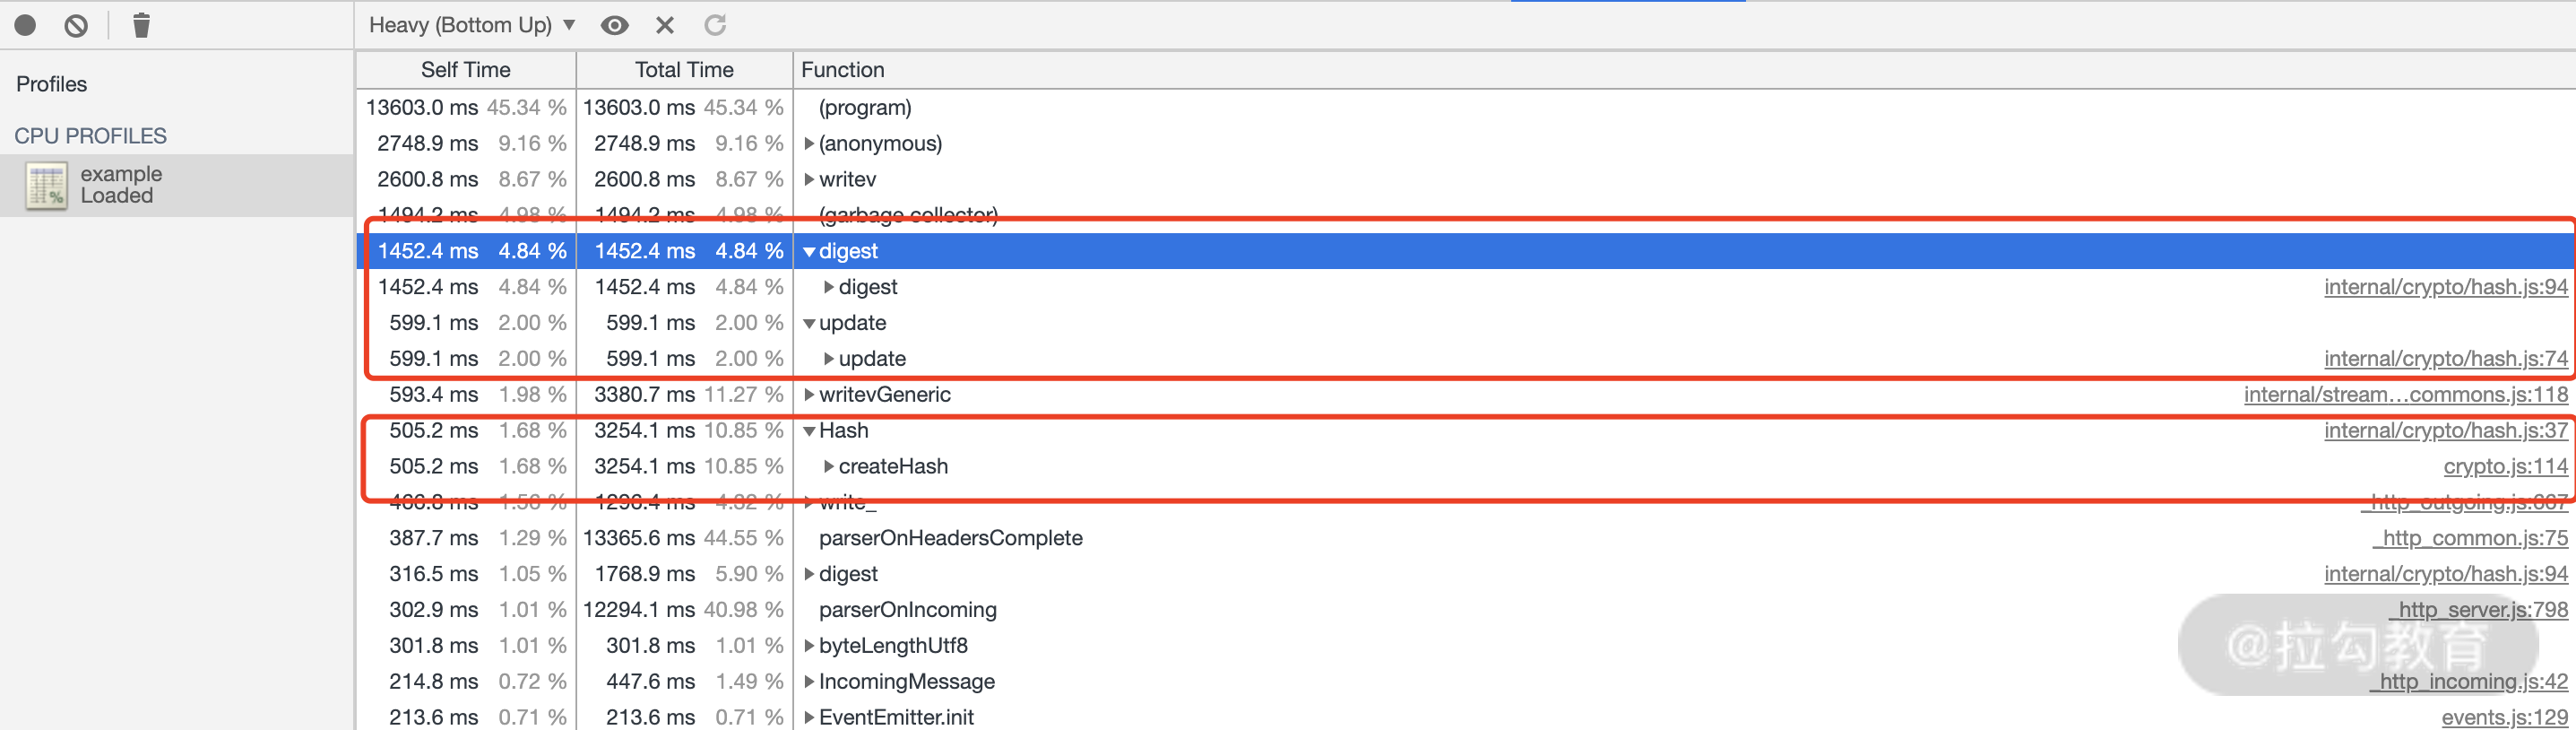 Heavy (Bottom Up) ▼
Profiles
CPU PROFILES
example
Loaded
Self Time Total Time Function
13603.0 ms 45.34 % 13603.0 ms 45.34 % (program)
2748.9 ms 9.16 % 2748.9 ms 9.16 % (anonymous)
2600.8 ms 8.67 % 2600.8 ms 8.67 % writev
1494.2 ms 4.98 % 1494.2 ms 4.98 % (garbage collector)
1452.4 ms 4.84 % 1452.4 ms 4.84 % digest
1452.4 ms 4.84 % 1452.4 ms 4.84 % digest internal/crypto/hash.js:94
599.1 ms 2.00 % 599.1 ms 2.00 % update
599.1 ms 2.00 % 599.1 ms 2.00 % update internal/crypto/hash.js:74
593.4 ms 1.98 % 3380.7 ms 11.27 % writevGeneric internal/stream…commons.js:118
505.2 ms 1.68 % 3254.1 ms 10.85 % Hash internal/crypto/hash.js:37
505.2 ms 1.68 % 3254.1 ms 10.85 % createHash crypto.js:114
466.8 ms 1.56 % 1296.4 ms 4.32 % write_ _http_outgoing.js:667
387.7 ms 1.29 % 13365.6 ms 44.55 % parserOnHeadersComplete _http_common.js:75
316.5 ms 1.05 % 1768.9 ms 5.90 % digest internal/crypto/hash.js:94
302.9 ms 1.01 % 12294.1 ms 40.98 % parserOnIncoming _http_server.js:798
301.8 ms 1.01 % 301.8 ms 1.01 % byteLengthUtf8
214.8 ms 0.72 % 447.6 ms 1.49 % IncomingMessage _http_incoming.js:42
213.6 ms 0.71 % 213.6 ms 0.71 % EventEmitter.init events.js:129
@拉勾教育